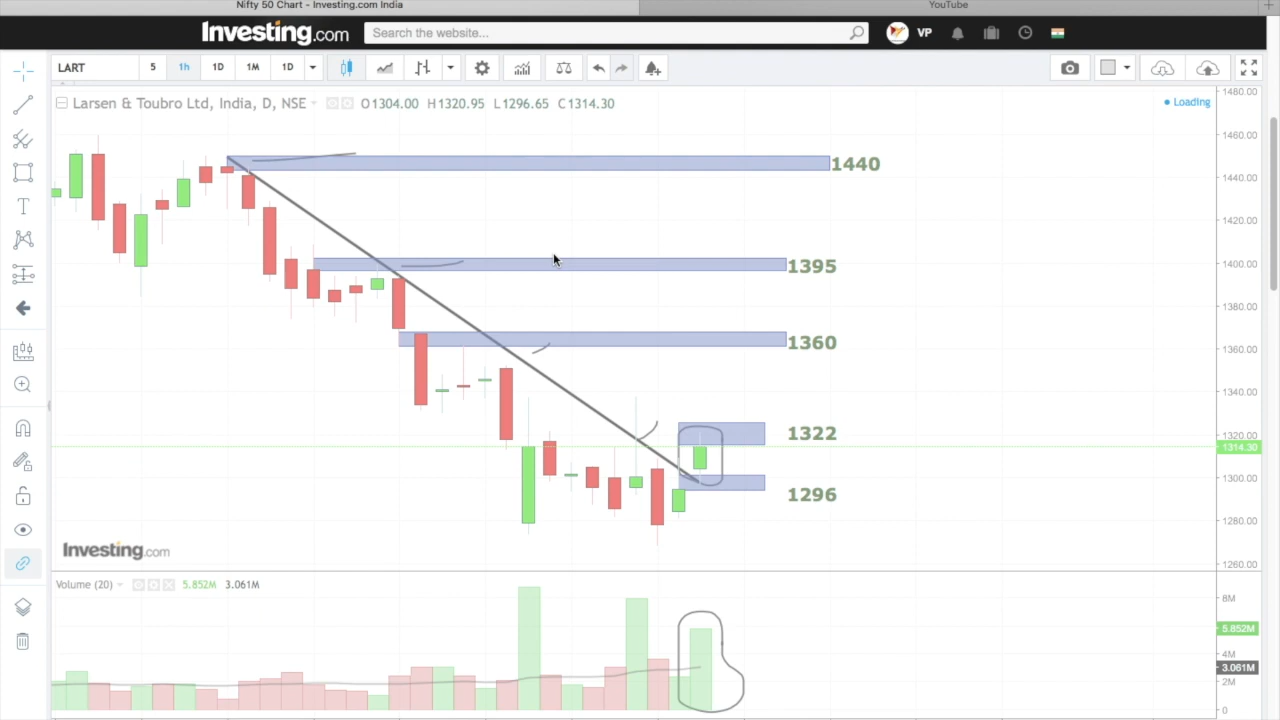 Nifty 50 Chart - Investing.com India
YouTube
Investing.com
Search the website...
VP
LART
5
1h
1D
1M
1D
Larsen & Toubro Ltd, India, D, NSE
O1304.00 H1320.95 L1296.65 C1314.30
Loading
1480.00
1460.00
1440.00
1420.00
1400.00
1380.00
1360.00
1340.00
1320.00
1314.30
1300.00
1280.00
1260.00
1440
1395
1360
1322
1296
Investing.com
Volume (20)
5.852M 3.061M
8M
5.852M
4M
3.061M
2M
0